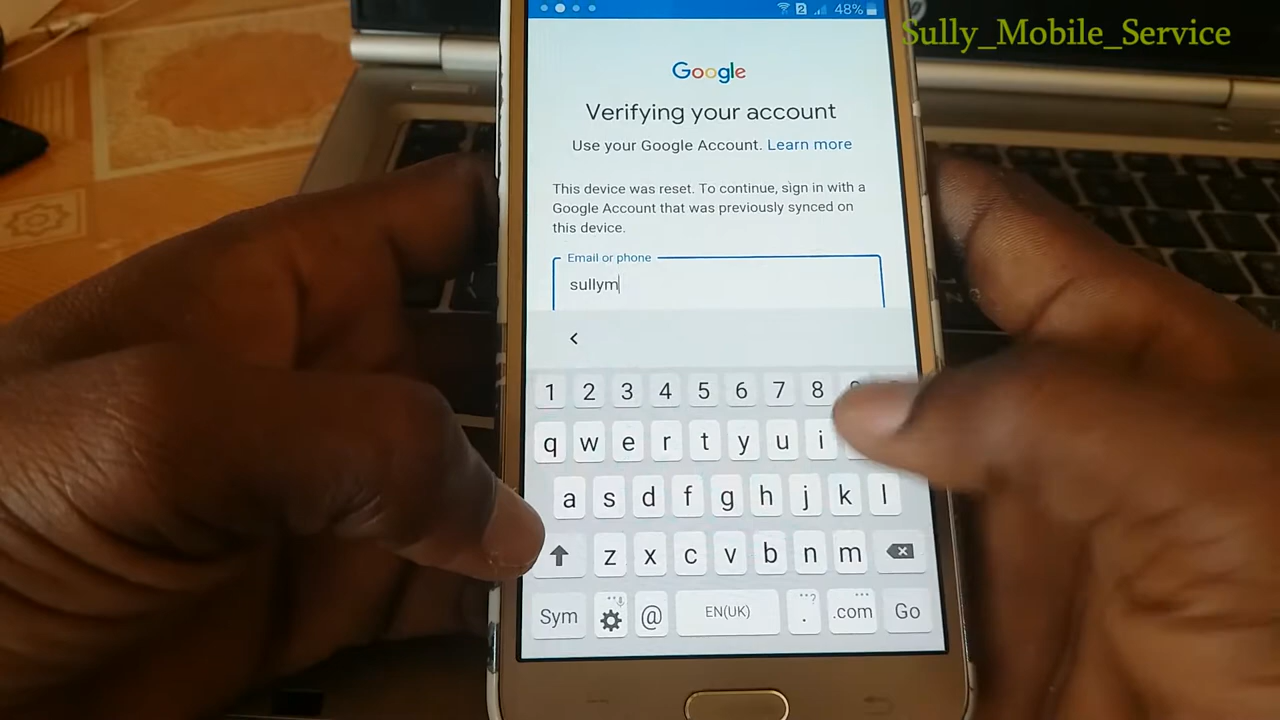 48%
Sully_Mobile_Service
Google
Verifying your account
Use your Google Account. Learn more
This device was reset. To continue, sign in with a
Google Account that was previously synced on
this device.
Email or phone
sullym
<
1 2 3 4 5 6 7 8
q w e r t y u i
a s d f g h j k l
z x c v b n m
Sym @ EN(UK) . .com Go